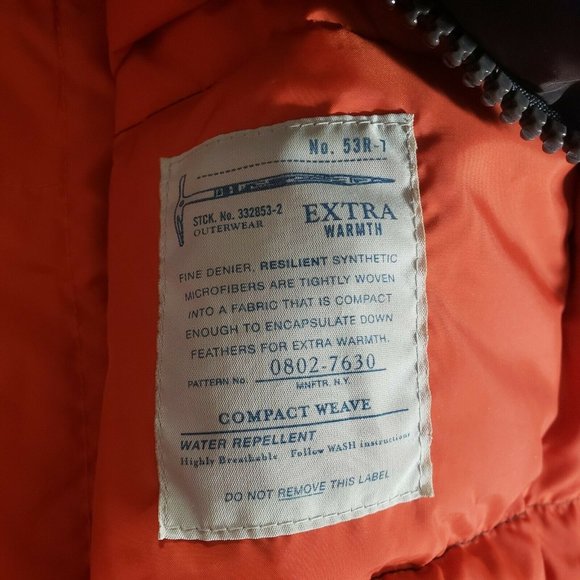 No. 53R-1
STCK. No. 332853-2
OUTERWEAR
EXTRA
WARMTH
FINE DENIER, RESILIENT SYNTHETIC
MICROFIBERS ARE TIGHTLY WOVEN
INTO A FABRIC THAT IS COMPACT
ENOUGH TO ENCAPSULATE DOWN
FEATHERS FOR EXTRA WARMTH.
PATTERN No. 0802-7630
MNFTR. N.Y.
COMPACT WEAVE
WATER REPELLENT
Highly Breathable Follow WASH instructions
DO NOT REMOVE THIS LABEL